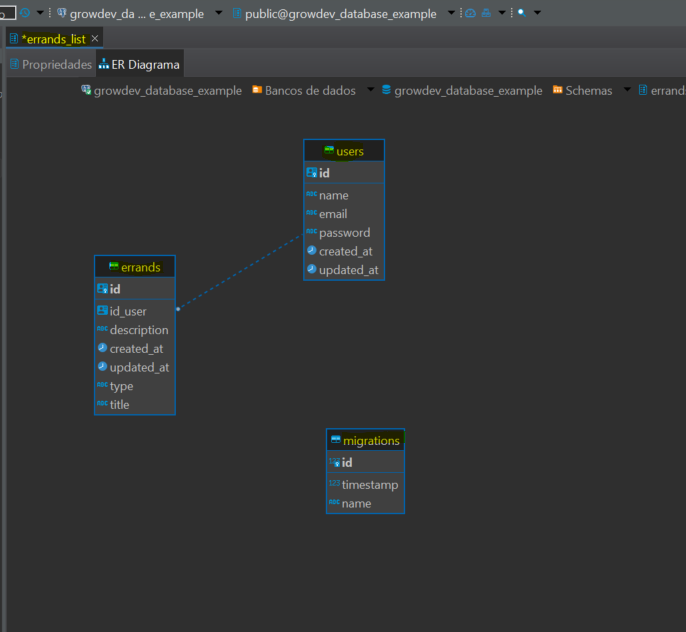 growdev_da ... e_example public@growdev_database_example
*errands_list ×
Propriedades ER Diagrama
growdev_database_example Bancos de dados growdev_database_example Schemas errands
users
id
name
email
password
created_at
updated_at
errands
id
id_user
description
created_at
updated_at
type
title
migrations
id
timestamp
name